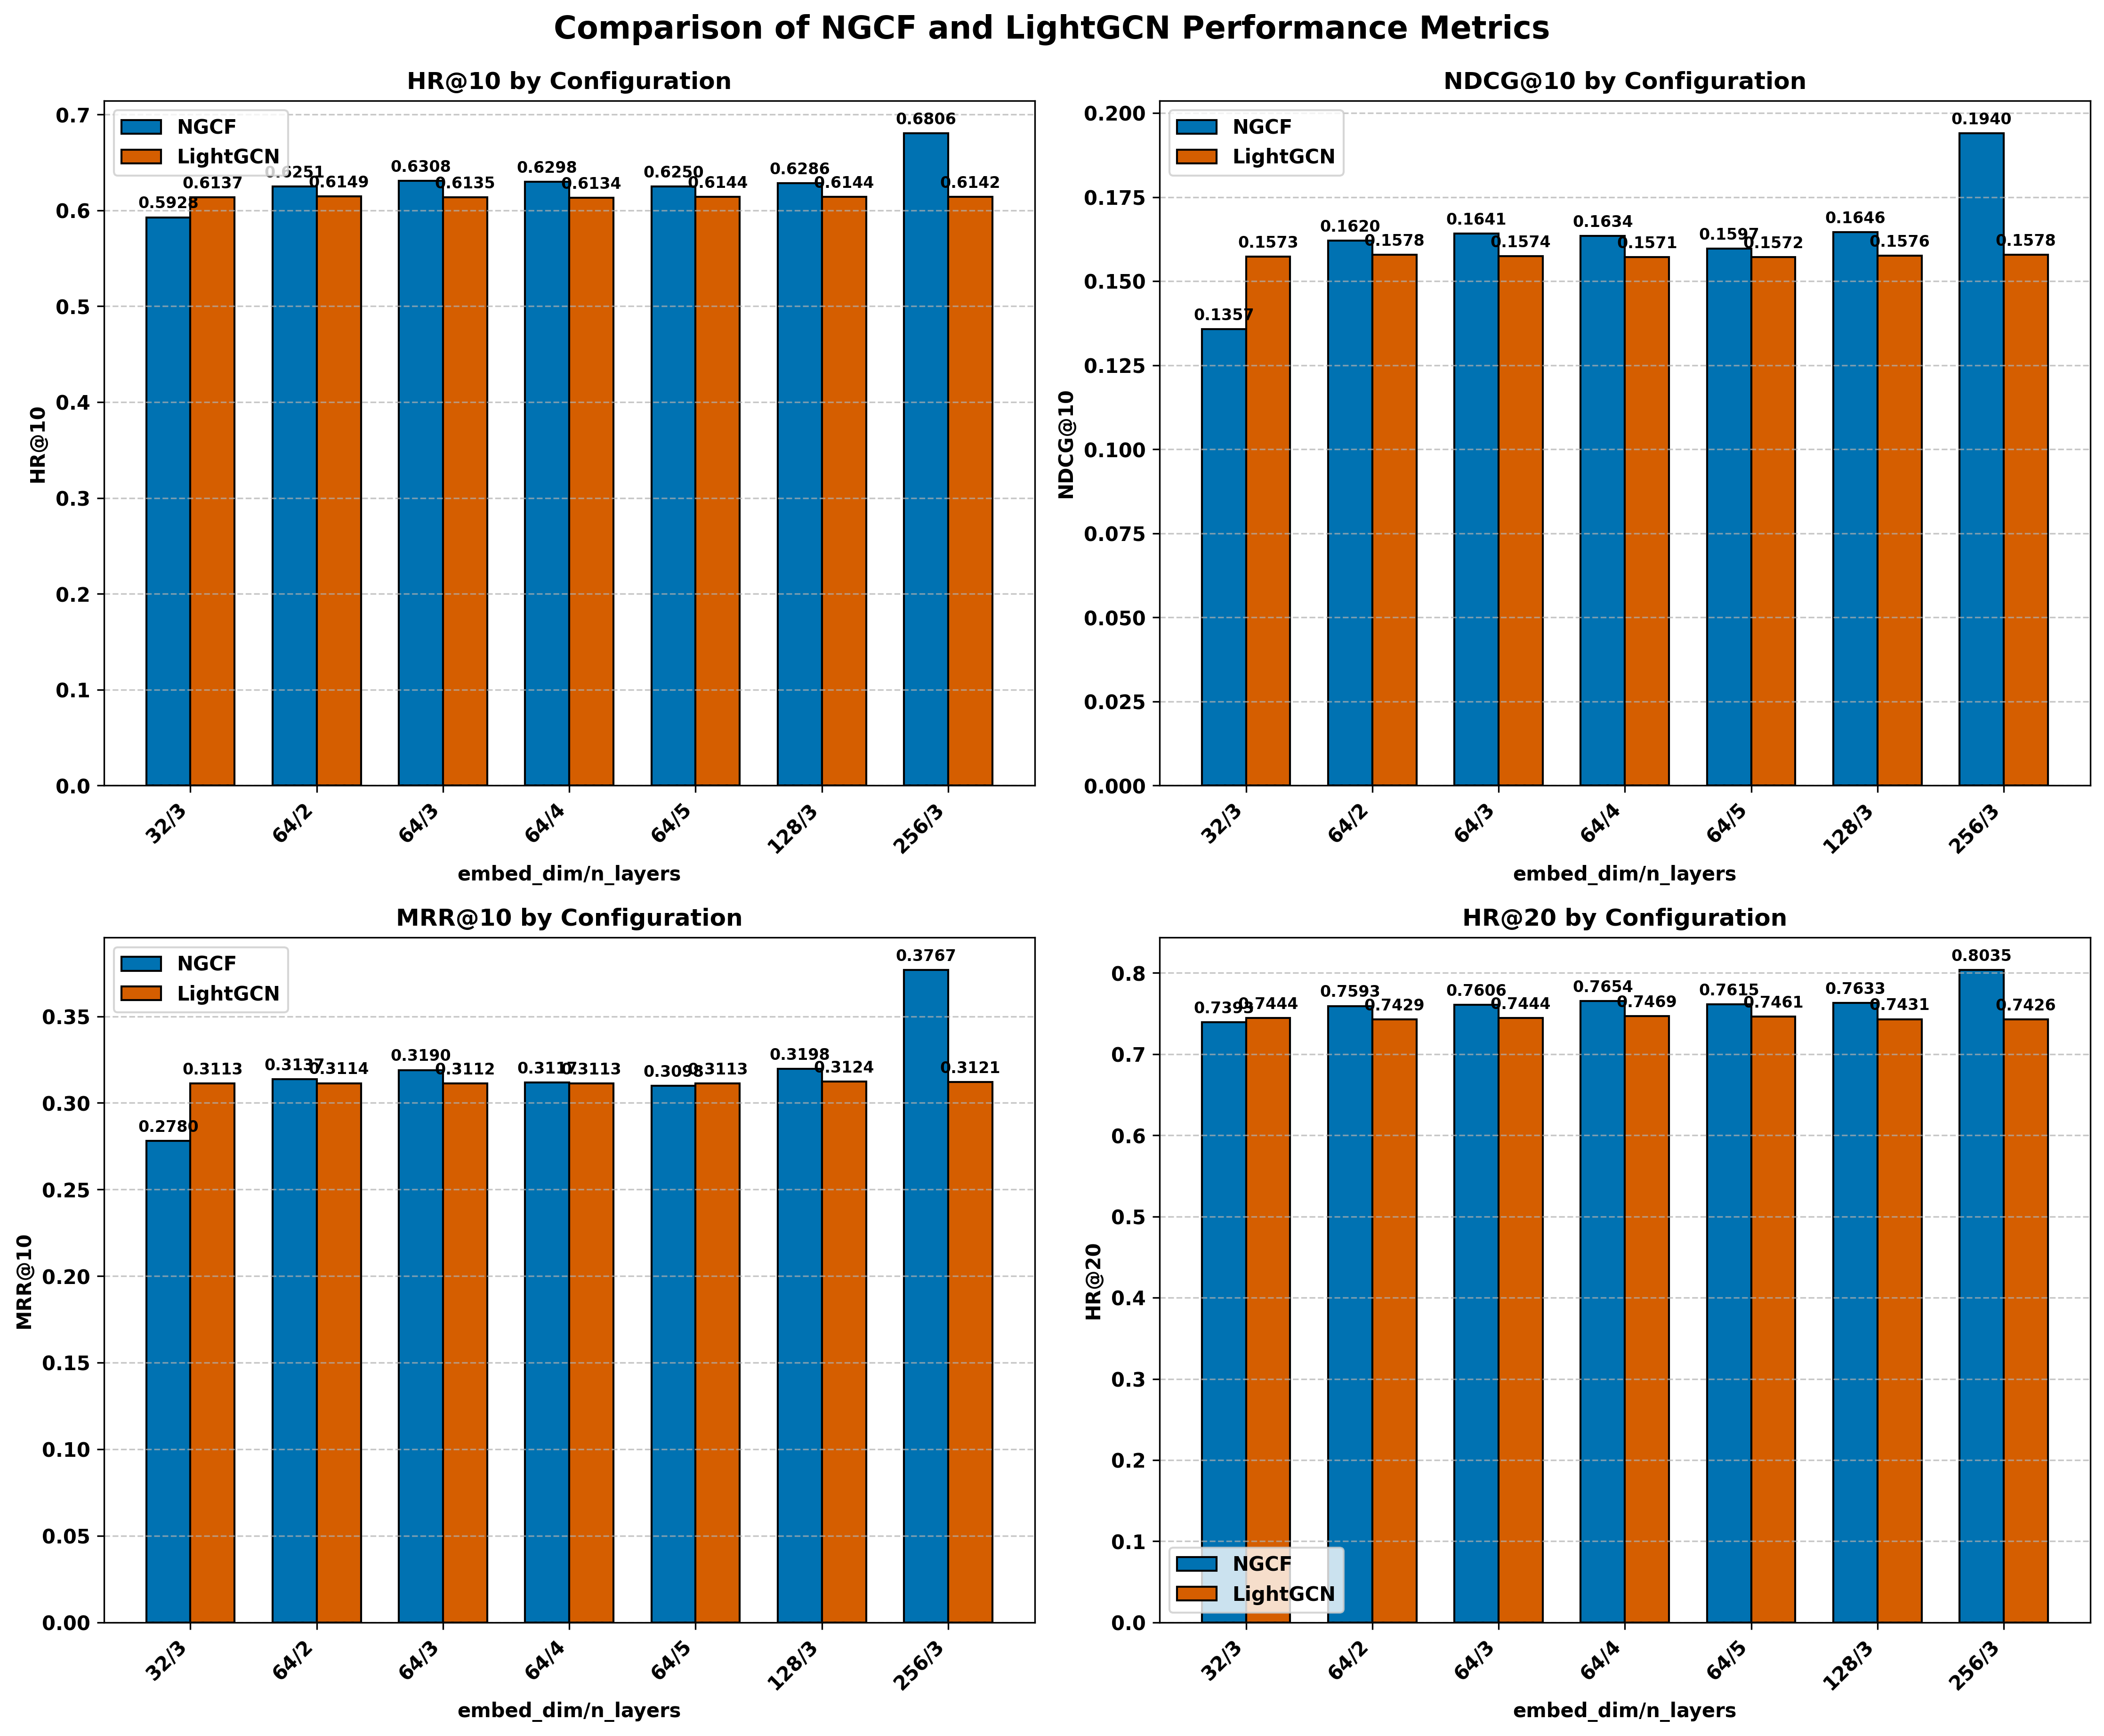 Comparison of NGCF and LightGCN Performance Metrics
HR@10 by Configuration
NGCF
LightGCN
0.5928 0.6137 0.6251 0.6149 0.6308 0.6135 0.6298 0.6134 0.6250 0.6144 0.6286 0.6144 0.6806 0.6142
0.7
0.6
0.5
0.4
0.3
0.2
0.1
0.0
HR@10
32/3 64/2 64/3 64/4 64/5 128/3 256/3
embed_dim/n_layers
NDCG@10 by Configuration
NGCF
LightGCN
0.1357 0.1573 0.1620 0.1578 0.1641 0.1574 0.1634 0.1571 0.1597 0.1572 0.1646 0.1576 0.1940 0.1578
0.200
0.175
0.150
0.125
0.100
0.075
0.050
0.025
0.000
NDCG@10
32/3 64/2 64/3 64/4 64/5 128/3 256/3
embed_dim/n_layers
MRR@10 by Configuration
NGCF
LightGCN
0.2780 0.3113 0.3137 0.3114 0.3190 0.3112 0.3117 0.3113 0.3098 0.3113 0.3198 0.3124 0.3767 0.3121
0.35
0.30
0.25
0.20
0.15
0.10
0.05
0.00
MRR@10
32/3 64/2 64/3 64/4 64/5 128/3 256/3
embed_dim/n_layers
HR@20 by Configuration
0.7393 0.7444 0.7593 0.7429 0.7606 0.7444 0.7654 0.7469 0.7615 0.7461 0.7633 0.7431 0.8035 0.7426
0.8
0.7
0.6
0.5
0.4
0.3
0.2
0.1
0.0
HR@20
NGCF
LightGCN
32/3 64/2 64/3 64/4 64/5 128/3 256/3
embed_dim/n_layers